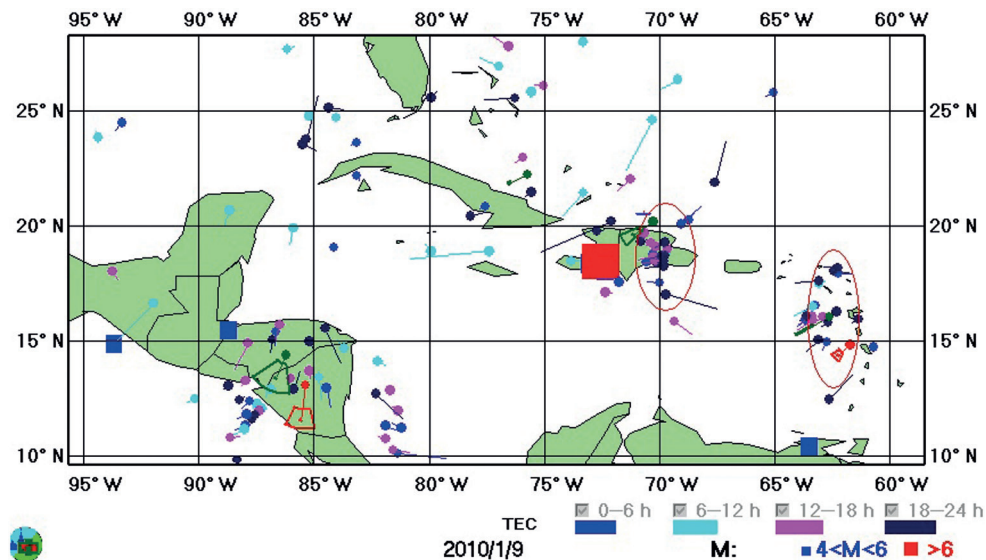 95° W 90° W 85° W 80° W 75° W 70° W 65° W 60° W
25° N 25° N
20° N 20° N
15° N 15° N
10° N 10° N
95° W 90° W 85° W 80° W 75° W 70° W 65° W 60° W
0–6 h 6–12 h 12–18 h 18–24 h
TEC
2010/1/9 M: 4<M<6 >6